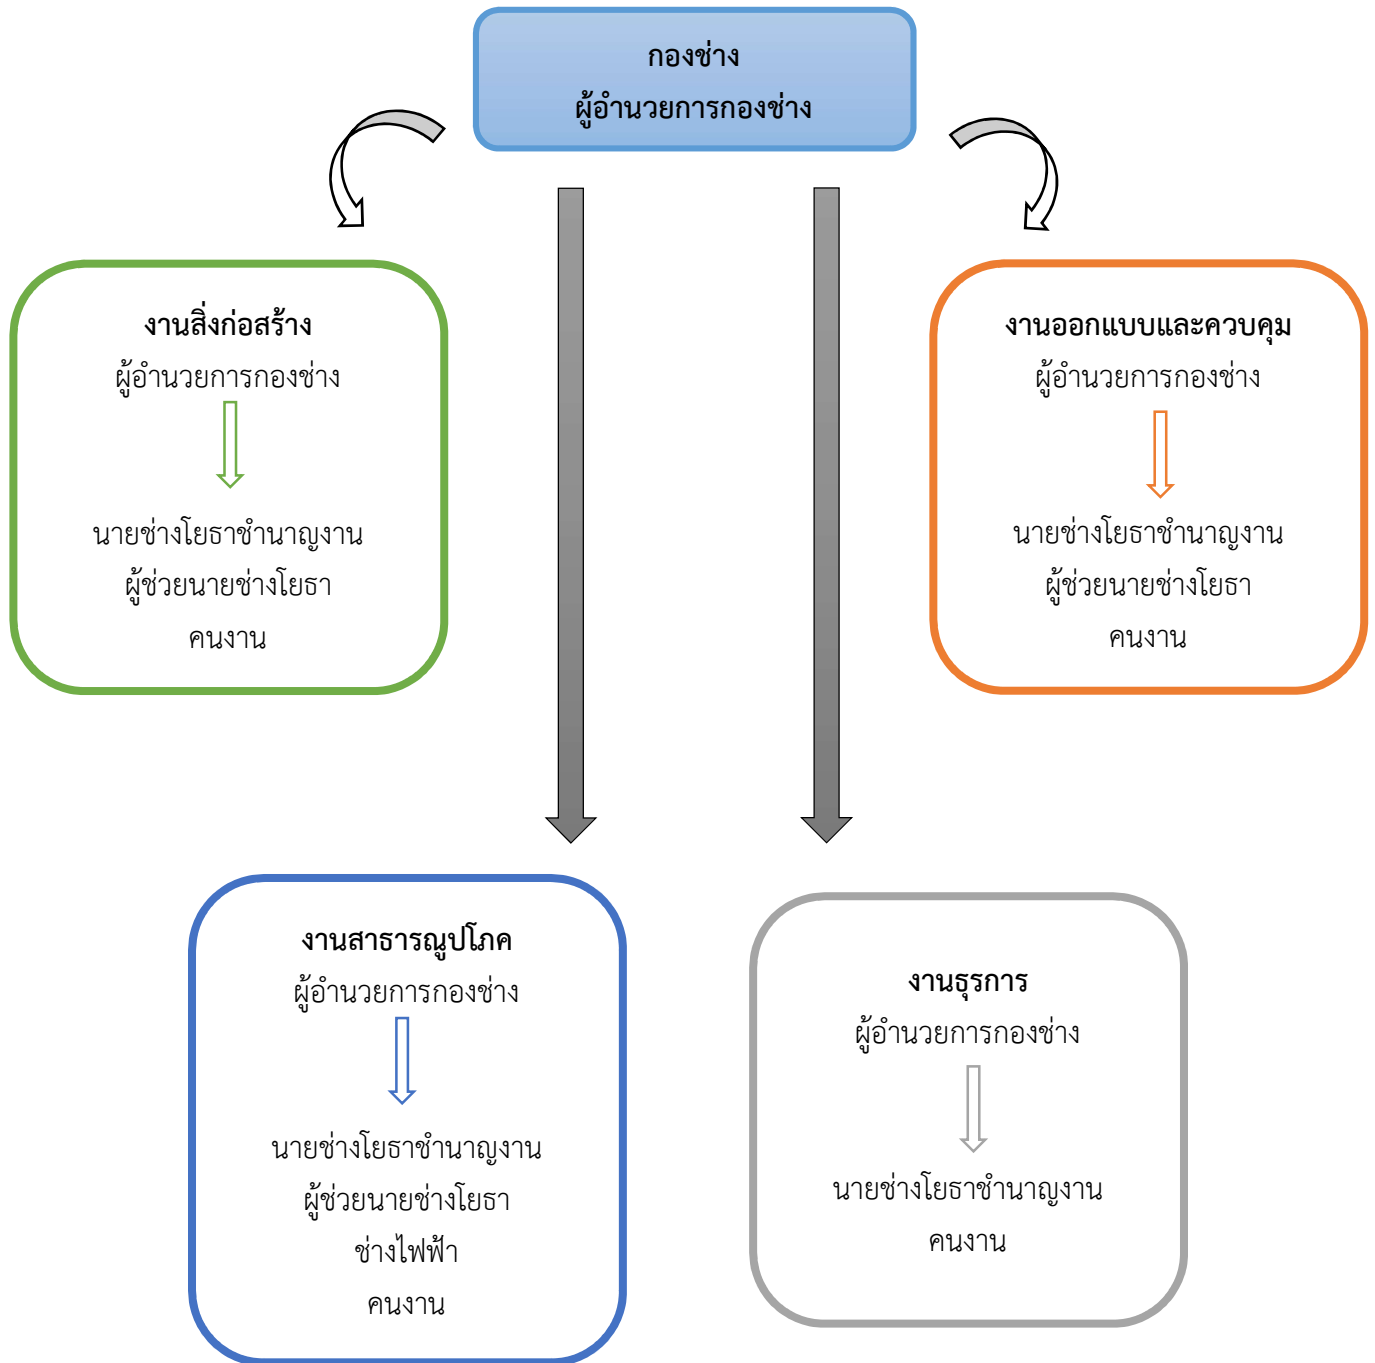 กองช่าง
ผู้อำนวยการกองช่าง
งานสิ่งก่อสร้าง
ผู้อำนวยการกองช่าง
นายช่างโยธาชำนาญงาน
ผู้ช่วยนายช่างโยธา
คนงาน
งานออกแบบและควบคุม
ผู้อำนวยการกองช่าง
นายช่างโยธาชำนาญงาน
ผู้ช่วยนายช่างโยธา
คนงาน
งานสาธารณูปโภค
ผู้อำนวยการกองช่าง
นายช่างโยธาชำนาญงาน
ผู้ช่วยนายช่างโยธา
ช่างไฟฟ้า
คนงาน
งานธุรการ
ผู้อำนวยการกองช่าง
นายช่างโยธาชำนาญงาน
คนงาน